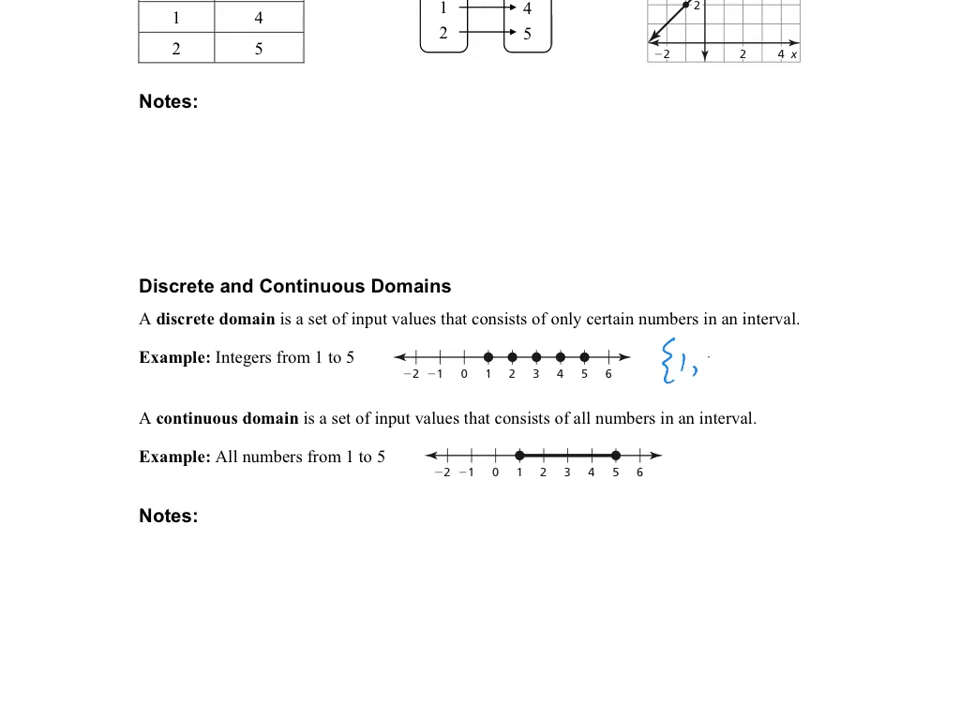 1 4
2 5
1 4
2 5
2
−2 2 4 x
Notes:
Discrete and Continuous Domains
A discrete domain is a set of input values that consists of only certain numbers in an interval.
Example: Integers from 1 to 5
−2 −1 0 1 2 3 4 5 6
{1,
A continuous domain is a set of input values that consists of all numbers in an interval.
Example: All numbers from 1 to 5
−2 −1 0 1 2 3 4 5 6
Notes: